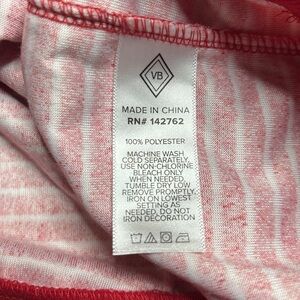 VB
MADE IN CHINA
RN# 142762
100% POLYESTER
MACHINE WASH
COLD SEPARATELY,
USE NON-CHLORINE
BLEACH ONLY
WHEN NEEDED,
TUMBLE DRY LOW
REMOVE PROMPTLY,
IRON ON LOWEST
SETTING AS
NEEDED, DO NOT
IRON DECORATION